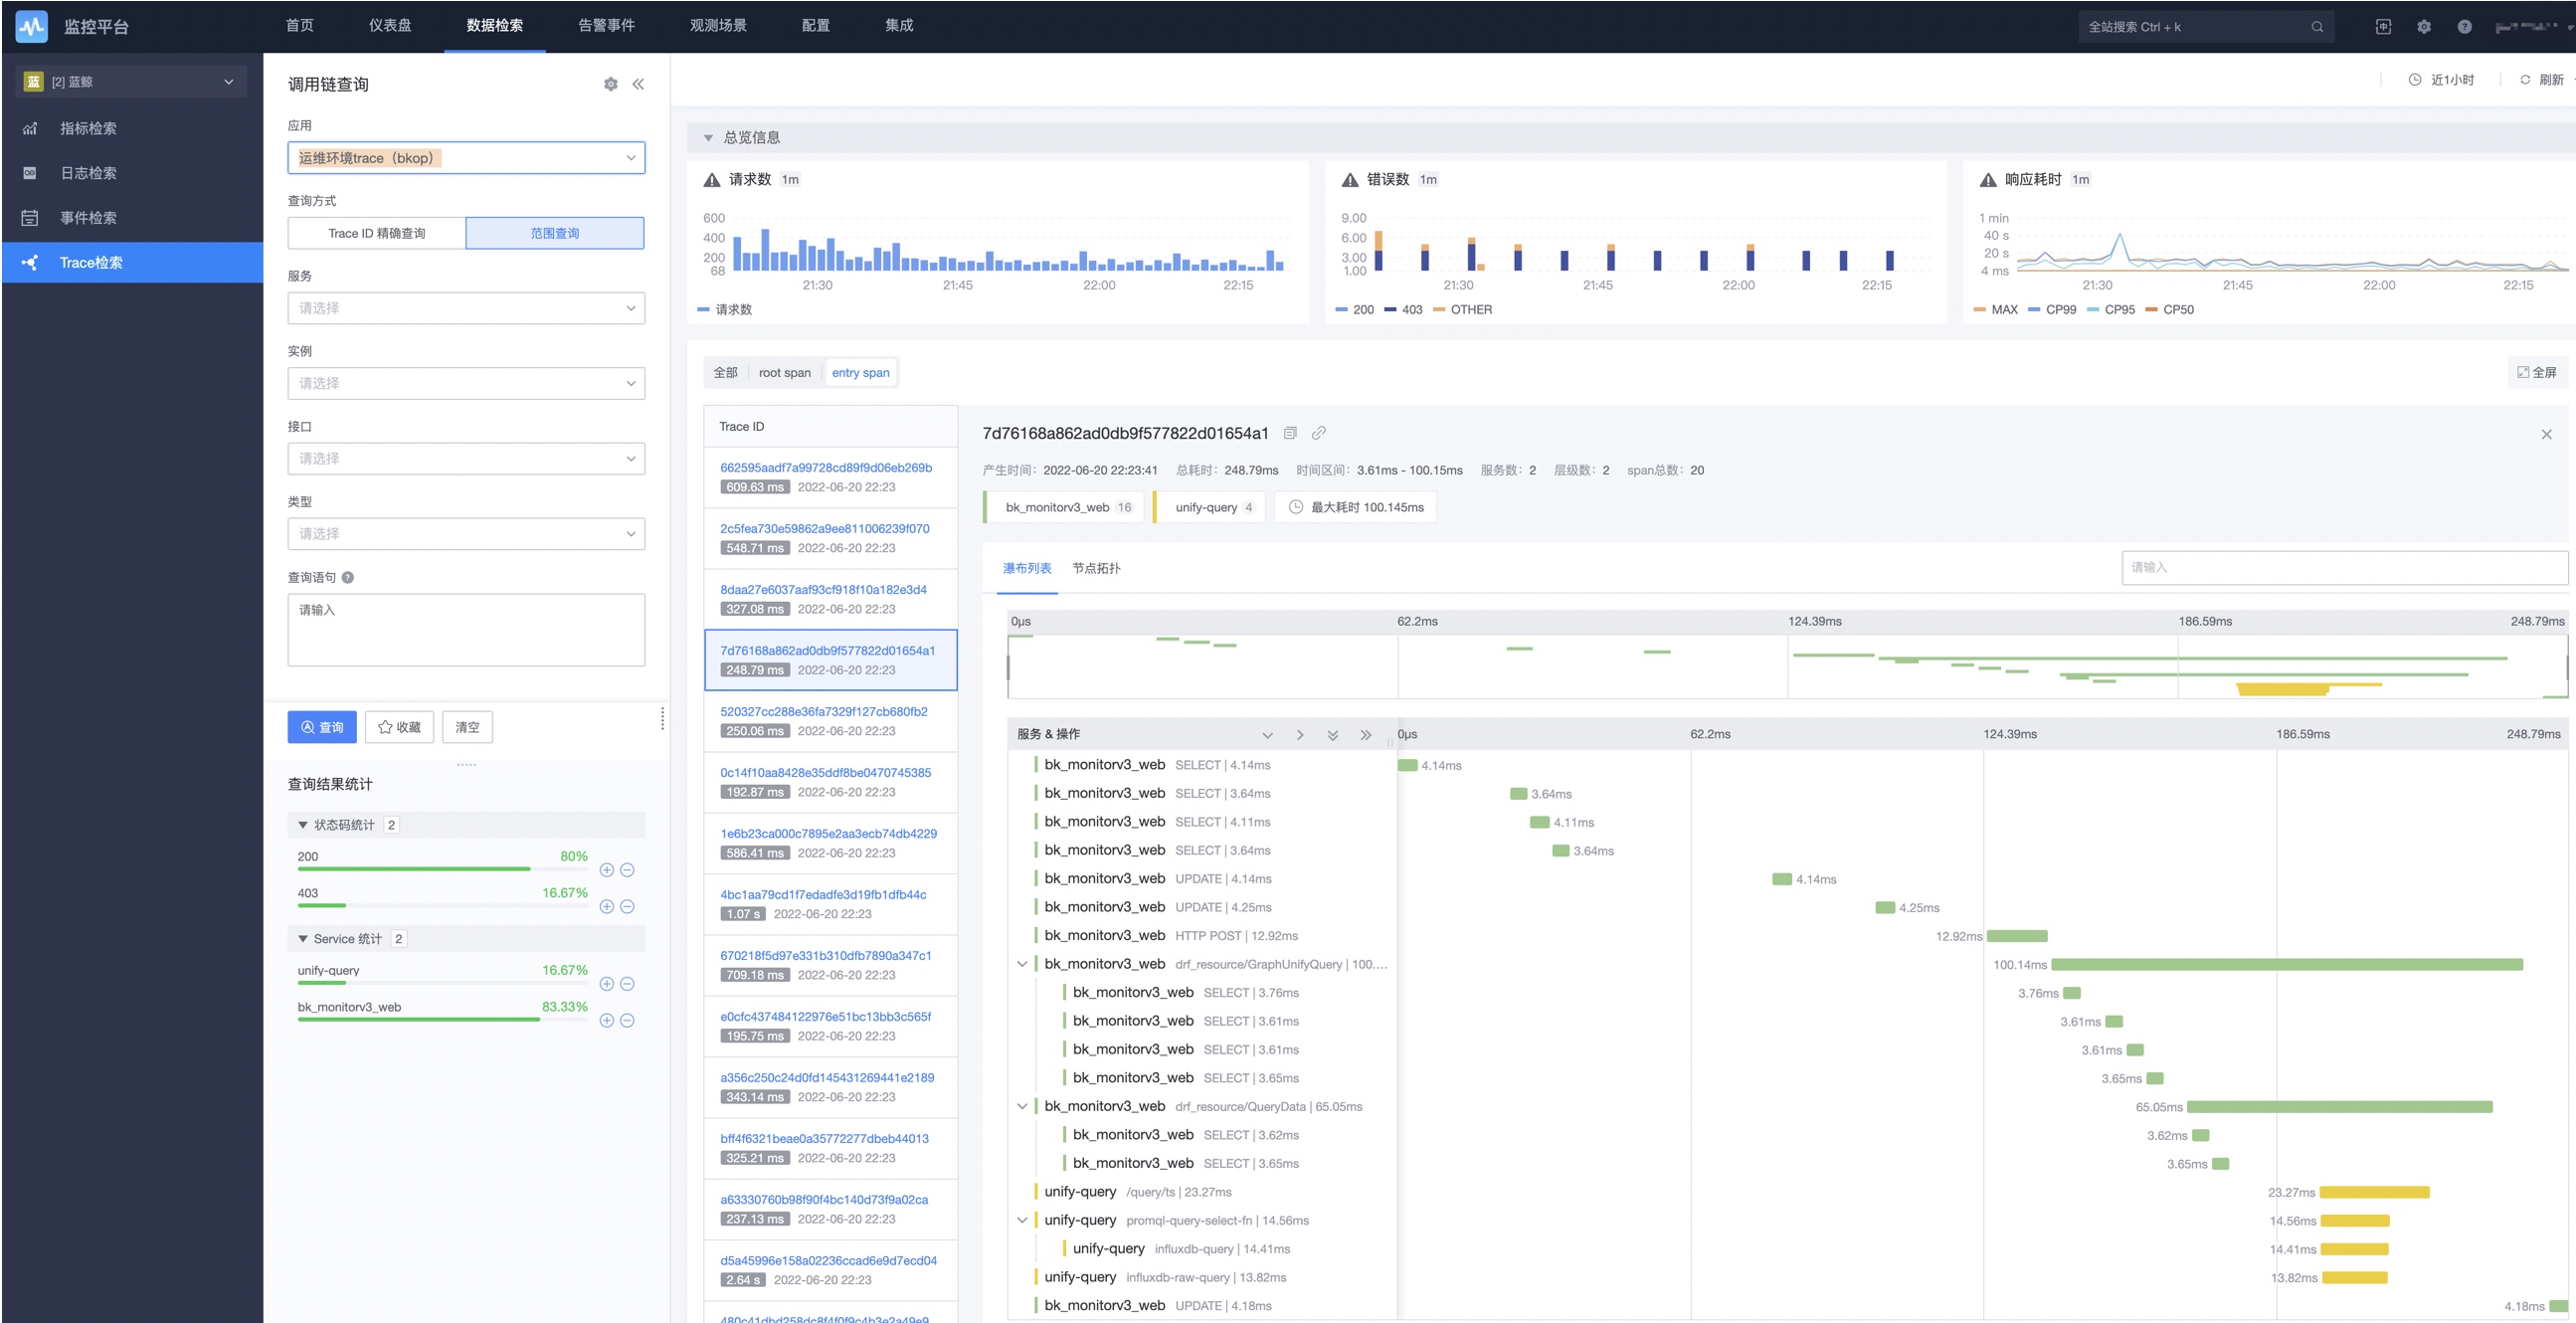 监控平台
首页 仪表盘 数据检索 告警事件 观测场景 配置 集成
全站搜索 Ctrl + k
蓝 [2] 蓝鲸
指标检索
日志检索
事件检索
Trace检索
调用链查询
应用
运维环境trace（bkop）
查询方式
Trace ID 精确查询 范围查询
服务
请选择
实例
请选择
接口
请选择
类型
请选择
查询语句
请输入
查询 收藏 清空
查询结果统计
状态码统计 2
200 80%
403 16.67%
Service 统计 2
unify-query 16.67%
bk_monitorv3_web 83.33%
近1小时 刷新
总览信息
请求数 1m
600
400
200
68
21:30 21:45 22:00 22:15
请求数
错误数 1m
9.00
6.00
3.00
1.00
21:30 21:45 22:00 22:15
200 403 OTHER
响应耗时 1m
1 min
40 s
20 s
4 ms
21:30 21:45 22:00 22:15
MAX CP99 CP95 CP50
全部 root span entry span
全屏
Trace ID
662595aadf7a99728cd89f9d06eb269b
609.63 ms 2022-06-20 22:23
2c5fea730e59862a9ee811006239f070
548.71 ms 2022-06-20 22:23
8daa27e6037aaf93cf918f10a182e3d4
327.08 ms 2022-06-20 22:23
7d76168a862ad0db9f577822d01654a1
248.79 ms 2022-06-20 22:23
520327cc288e36fa7329f127cb680fb2
250.06 ms 2022-06-20 22:23
0c14f10aa8428e35ddf8be0470745385
192.87 ms 2022-06-20 22:23
1e6b23ca000c7895e2aa3ecb74db4229
586.41 ms 2022-06-20 22:23
4bc1aa79cd1f7edadfe3d19fb1dfb44c
1.07 s 2022-06-20 22:23
670218f5d97e331b310dfb7890a347c1
709.18 ms 2022-06-20 22:23
e0cfc437484122976e51bc13bb3c565f
195.75 ms 2022-06-20 22:23
a356c250c24d0fd145431269441e2189
343.14 ms 2022-06-20 22:23
bff4f6321beae0a35772277dbeb44013
325.21 ms 2022-06-20 22:23
a63330760b98f90f4bc140d73f9a02ca
237.13 ms 2022-06-20 22:23
d5a45996e158a02236ccad6e9d7ecd04
2.64 s 2022-06-20 22:23
7d76168a862ad0db9f577822d01654a1
产生时间： 2022-06-20 22:23:41 总耗时： 248.79ms 时间区间： 3.61ms - 100.15ms 服务数： 2 层级数： 2 span总数： 20
bk_monitorv3_web 16 unify-query 4 最大耗时 100.145ms
瀑布列表 节点拓扑
请输入
0μs 62.2ms 124.39ms 186.59ms 248.79ms
服务 & 操作 0μs 62.2ms 124.39ms 186.59ms 248.79ms
bk_monitorv3_web SELECT | 4.14ms 4.14ms
bk_monitorv3_web SELECT | 3.64ms 3.64ms
bk_monitorv3_web SELECT | 4.11ms 4.11ms
bk_monitorv3_web SELECT | 3.64ms 3.64ms
bk_monitorv3_web UPDATE | 4.14ms 4.14ms
bk_monitorv3_web UPDATE | 4.25ms 4.25ms
bk_monitorv3_web HTTP POST | 12.92ms 12.92ms
bk_monitorv3_web drf_resource/GraphUnifyQuery | 100.... 100.14ms
bk_monitorv3_web SELECT | 3.76ms 3.76ms
bk_monitorv3_web SELECT | 3.61ms 3.61ms
bk_monitorv3_web SELECT | 3.61ms 3.61ms
bk_monitorv3_web SELECT | 3.65ms 3.65ms
bk_monitorv3_web drf_resource/QueryData | 65.05ms 65.05ms
bk_monitorv3_web SELECT | 3.62ms 3.62ms
bk_monitorv3_web SELECT | 3.65ms 3.65ms
unify-query /query/ts | 23.27ms 23.27ms
unify-query promql-query-select-fn | 14.56ms 14.56ms
unify-query influxdb-query | 14.41ms 14.41ms
unify-query influxdb-raw-query | 13.82ms 13.82ms
bk_monitorv3_web UPDATE | 4.18ms 4.18ms